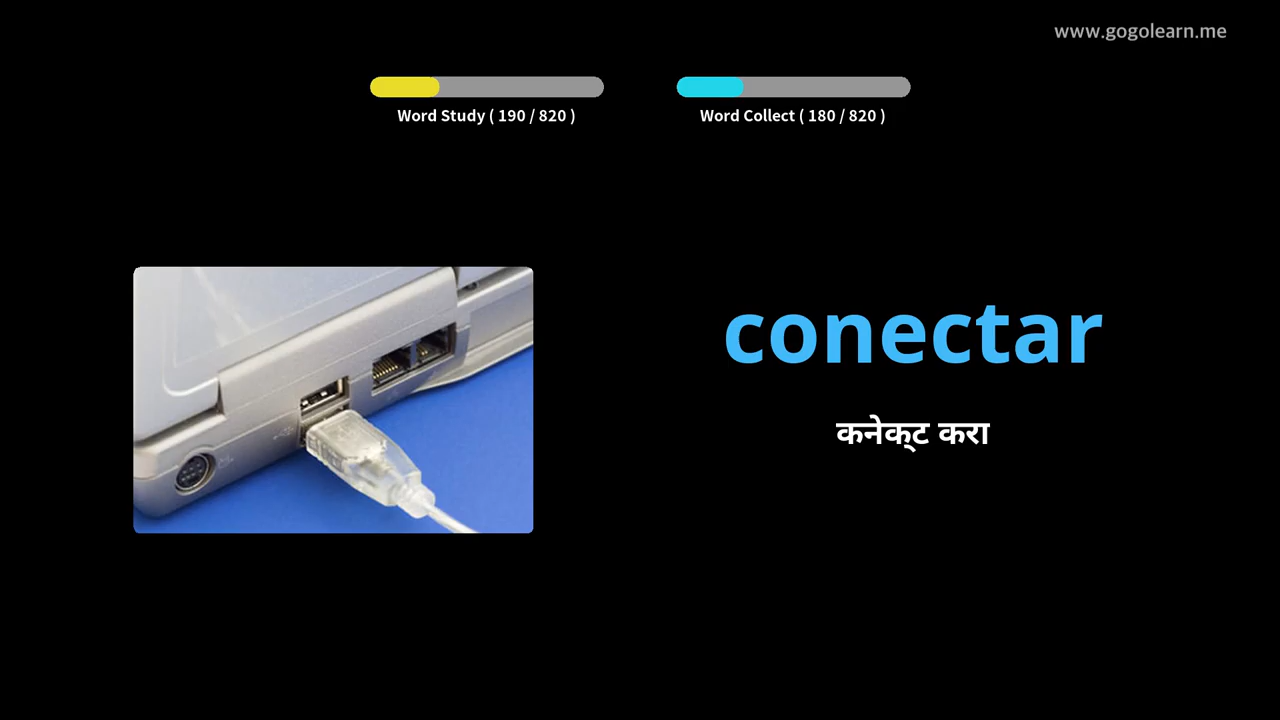 www.gogolearn.me
Word Study ( 190 / 820 )
Word Collect ( 180 / 820 )
conectar
कनेक्ट करा